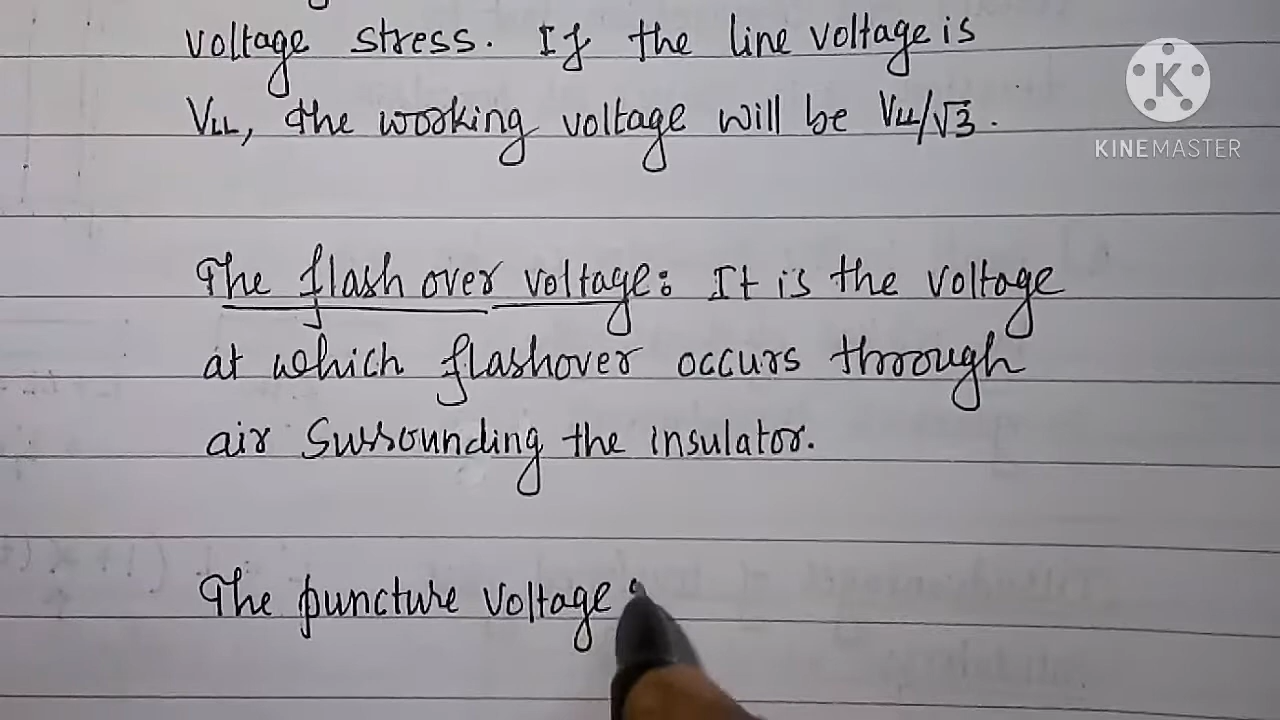 voltage stress. If the line voltage is
VLL, the working voltage will be VLL/√3.
K
KINEMASTER
The flash over voltage: It is the voltage
at which flashover occurs through
air surrounding the insulator.
The puncture voltage: